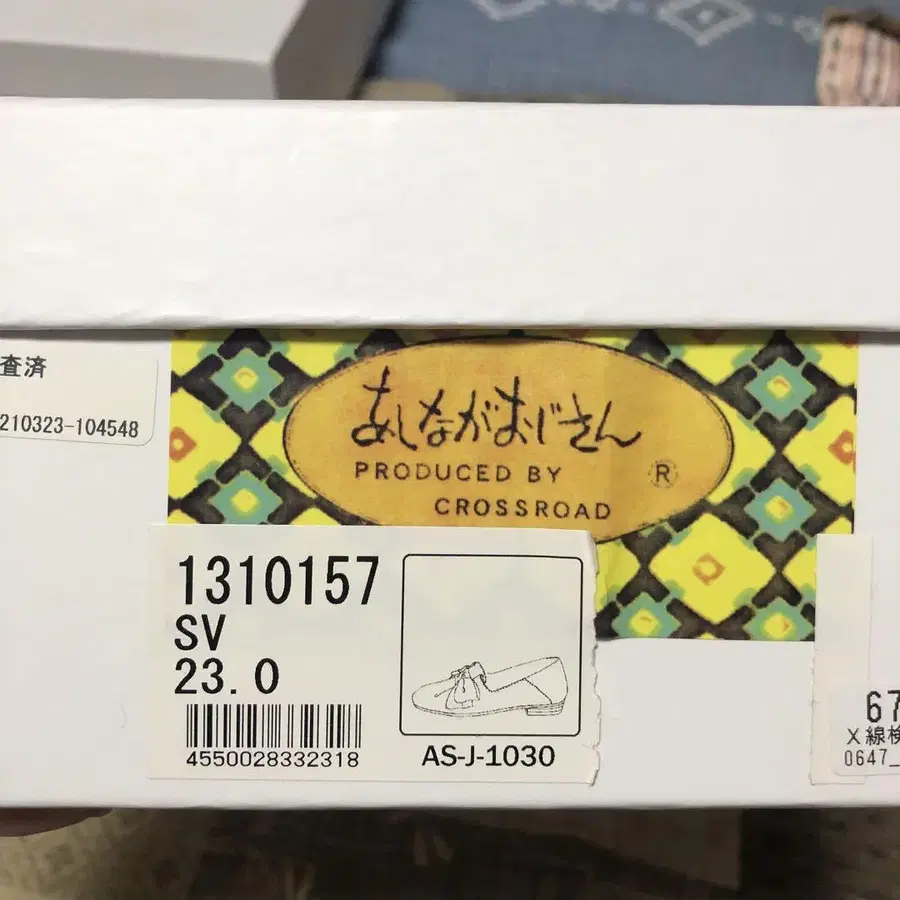 査済
210323-104548
あしながおじさん
PRODUCED BY
CROSSROAD
R
1310157
SV
23.0
4550028332318
AS-J-1030
67
X線検
0647_